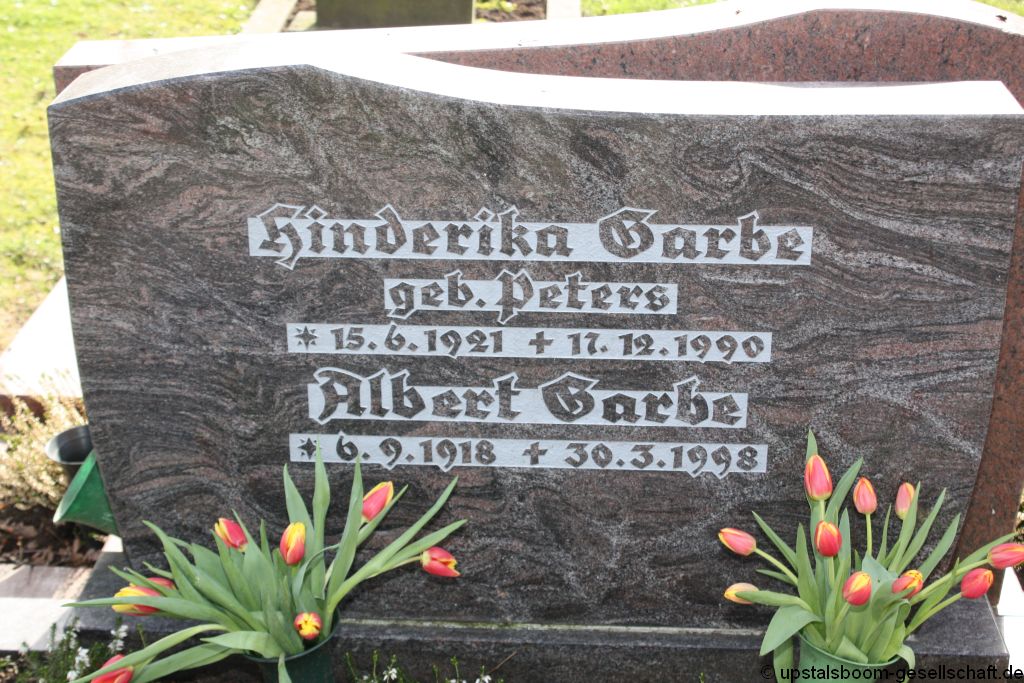 Hinderika Garbe
geb. Peters
* 15.6.1921 + 17.12.1990
Albert Garbe
* 6.9.1918 + 30.3.1998
© upstalsboom-gesellschaft.de